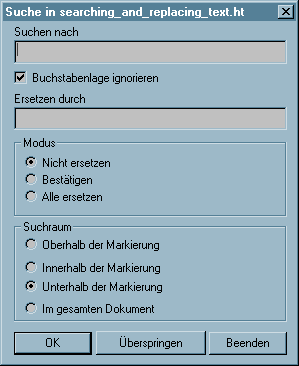 Suche in searching_and_replacing_text.ht
Suchen nach
Buchstabenlage ignorieren
Ersetzen durch
Modus
Nicht ersetzen
Bestätigen
Alle ersetzen
Suchraum
Oberhalb der Markierung
Innerhalb der Markierung
Unterhalb der Markierung
Im gesamten Dokument
OK Überspringen Beenden